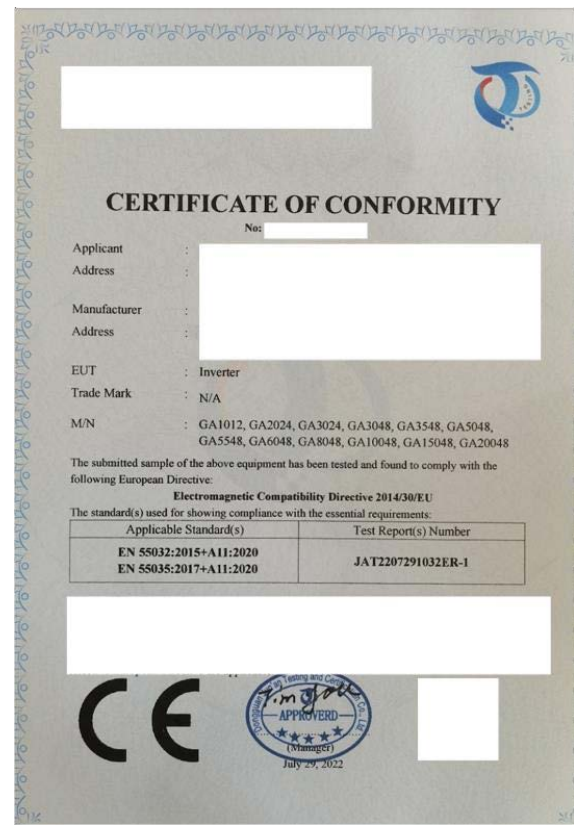 CERTIFICATE OF CONFORMITY
No:
Applicant :
Address :
Manufacturer :
Address :
EUT : Inverter
Trade Mark : N/A
M/N : GA1012, GA2024, GA3024, GA3048, GA3548, GA5048,
GA5548, GA6048, GA8048, GA10048, GA15048, GA20048
The submitted sample of the above equipment has been tested and found to comply with the
following European Directive:
Electromagnetic Compatibility Directive 2014/30/EU
The standard(s) used for showing compliance with the essential requirements:
Applicable Standard(s) Test Report(s) Number
EN 55032:2015+A11:2020
EN 55035:2017+A11:2020
JAT2207291032ER-1
CE
Testing and
Co., Ltd
APPROVERD
(Manager)
July 29, 2022